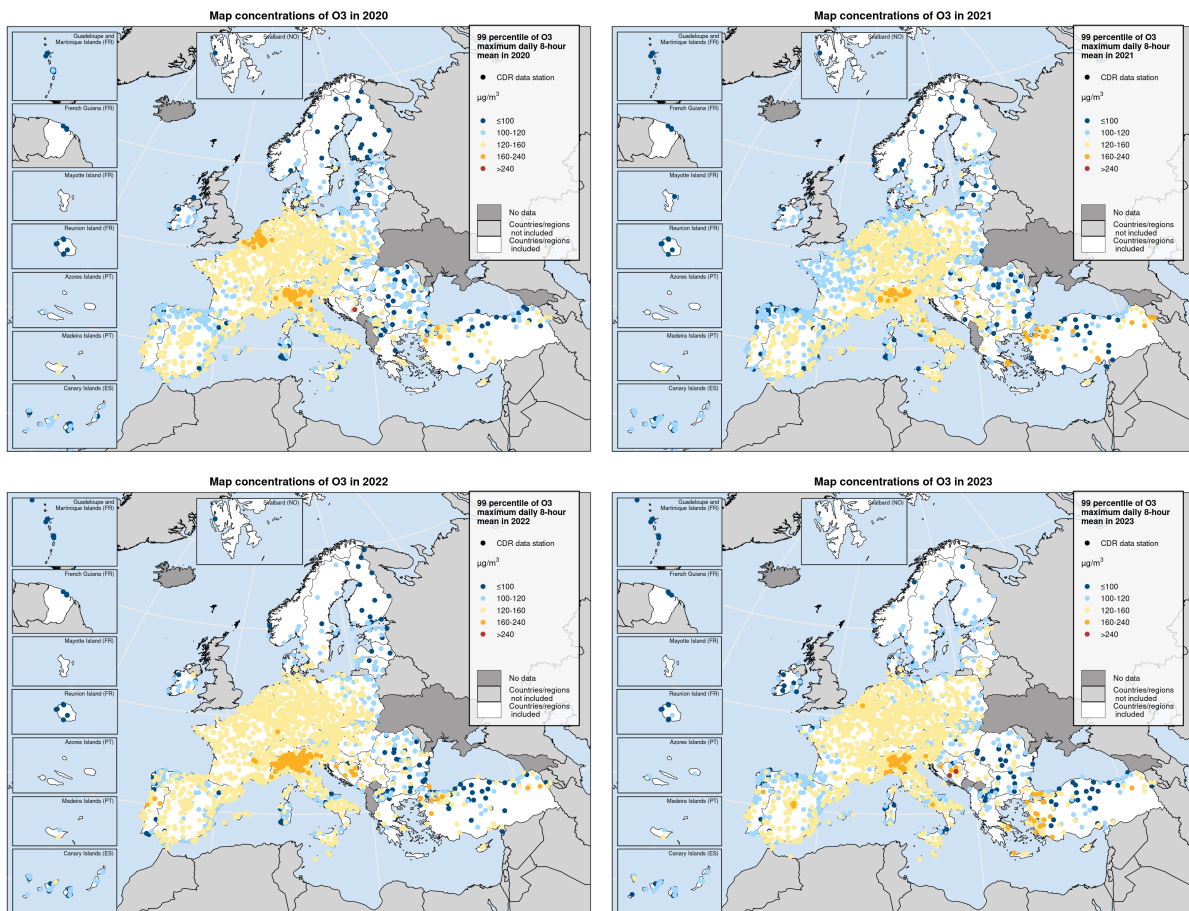 Map concentrations of O3 in 2020
Guadeloupe and
Martinique Islands (FR)
Svalbard (NO)
French Guiana (FR)
Mayotte Island (FR)
Reunion Island (FR)
Azores Islands (PT)
Madeira Islands (PT)
Canary Islands (ES)
99 percentile of O3
maximum daily 8-hour
mean in 2020
CDR data station
µg/m³
≤100
100-120
120-160
160-240
>240
No data
Countries/regions
not included
Countries/regions
included
Map concentrations of O3 in 2021
Guadeloupe and
Martinique Islands (FR)
Svalbard (NO)
French Guiana (FR)
Mayotte Island (FR)
Reunion Island (FR)
Azores Islands (PT)
Madeira Islands (PT)
Canary Islands (ES)
99 percentile of O3
maximum daily 8-hour
mean in 2021
CDR data station
µg/m³
≤100
100-120
120-160
160-240
>240
No data
Countries/regions
not included
Countries/regions
included
Map concentrations of O3 in 2022
Guadeloupe and
Martinique Islands (FR)
Svalbard (NO)
French Guiana (FR)
Mayotte Island (FR)
Reunion Island (FR)
Azores Islands (PT)
Madeira Islands (PT)
Canary Islands (ES)
99 percentile of O3
maximum daily 8-hour
mean in 2022
CDR data station
µg/m³
≤100
100-120
120-160
160-240
>240
No data
Countries/regions
not included
Countries/regions
included
Map concentrations of O3 in 2023
Guadeloupe and
Martinique Islands (FR)
Svalbard (NO)
French Guiana (FR)
Mayotte Island (FR)
Reunion Island (FR)
Azores Islands (PT)
Madeira Islands (PT)
Canary Islands (ES)
99 percentile of O3
maximum daily 8-hour
mean in 2023
CDR data station
µg/m³
≤100
100-120
120-160
160-240
>240
No data
Countries/regions
not included
Countries/regions
included